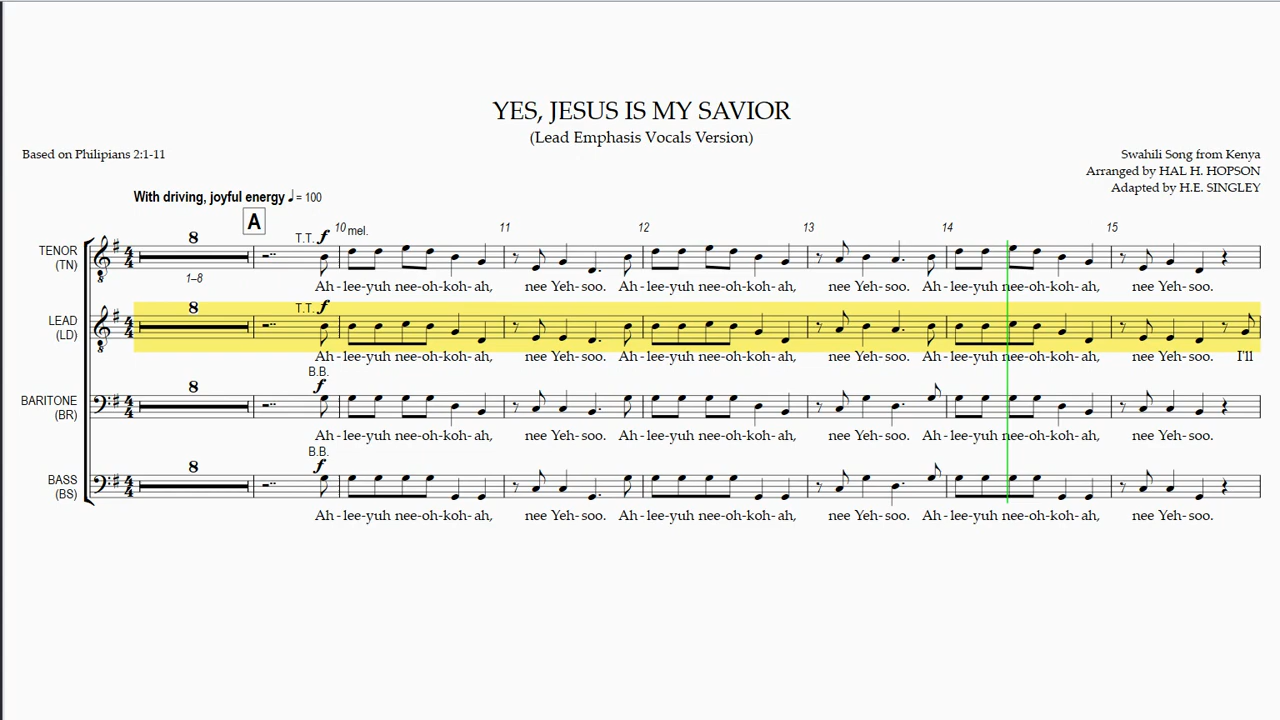 YES, JESUS IS MY SAVIOR
(Lead Emphasis Vocals Version)
Based on Philipians 2:1-11
Swahili Song from Kenya
Arranged by HAL H. HOPSON
Adapted by H.E. SINGLEY
With driving, joyful energy ♩= 100
A
8 T.T. f 10 mel. 11 12 13 14 15
TENOR
(TN)
1–8
Ah-lee-yuh nee-oh-koh-ah, nee Yeh-soo. Ah-lee-yuh nee-oh-koh-ah, nee Yeh-soo. Ah-lee-yuh nee-oh-koh-ah, nee Yeh-soo.
8 T.T. f
LEAD
(LD)
Ah-lee-yuh nee-oh-koh-ah, nee Yeh-soo. Ah-lee-yuh nee-oh-koh-ah, nee Yeh-soo. Ah-lee-yuh nee-oh-koh-ah, nee Yeh-soo. I'll
B.B.
8 f
BARITONE
(BR)
Ah-lee-yuh nee-oh-koh-ah, nee Yeh-soo. Ah-lee-yuh nee-oh-koh-ah, nee Yeh-soo. Ah-lee-yuh nee-oh-koh-ah, nee Yeh-soo.
B.B.
8 f
BASS
(BS)
Ah-lee-yuh nee-oh-koh-ah, nee Yeh-soo. Ah-lee-yuh nee-oh-koh-ah, nee Yeh-soo. Ah-lee-yuh nee-oh-koh-ah, nee Yeh-soo.